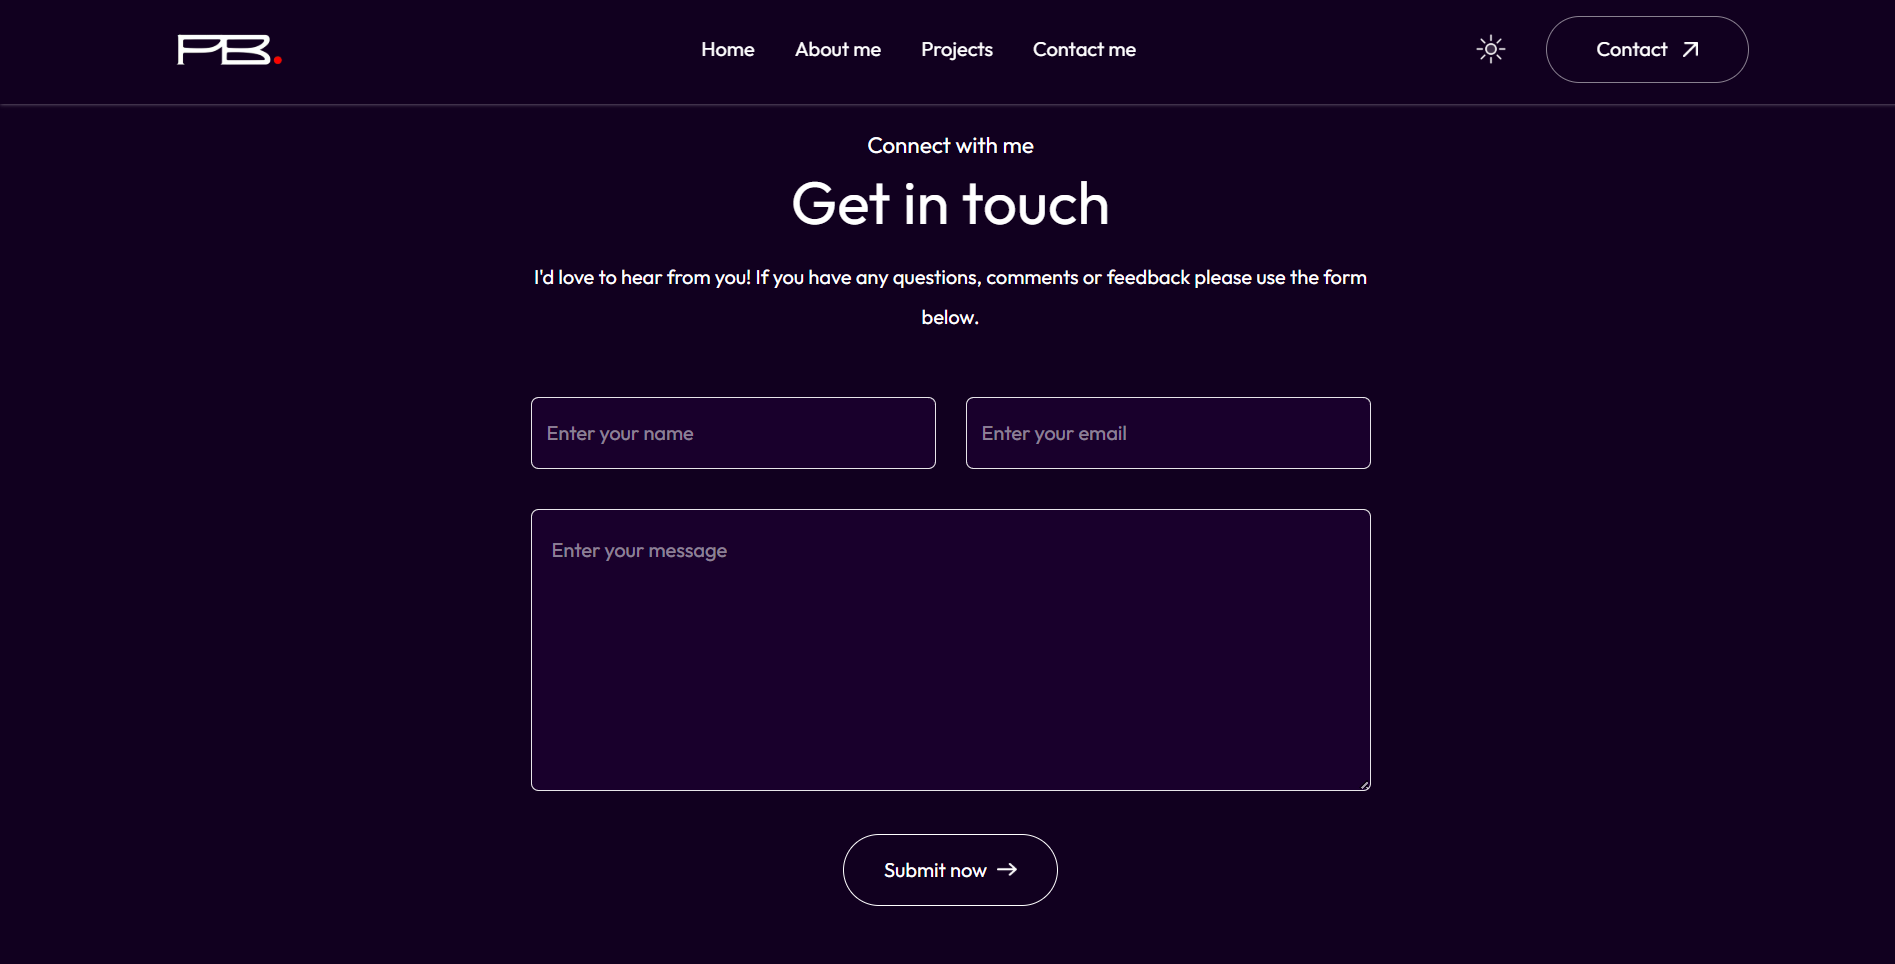 PB.
Home
About me
Projects
Contact me
Contact
Connect with me
Get in touch
I'd love to hear from you! If you have any questions, comments or feedback please use the form
below.
Enter your name
Enter your email
Enter your message
Submit now